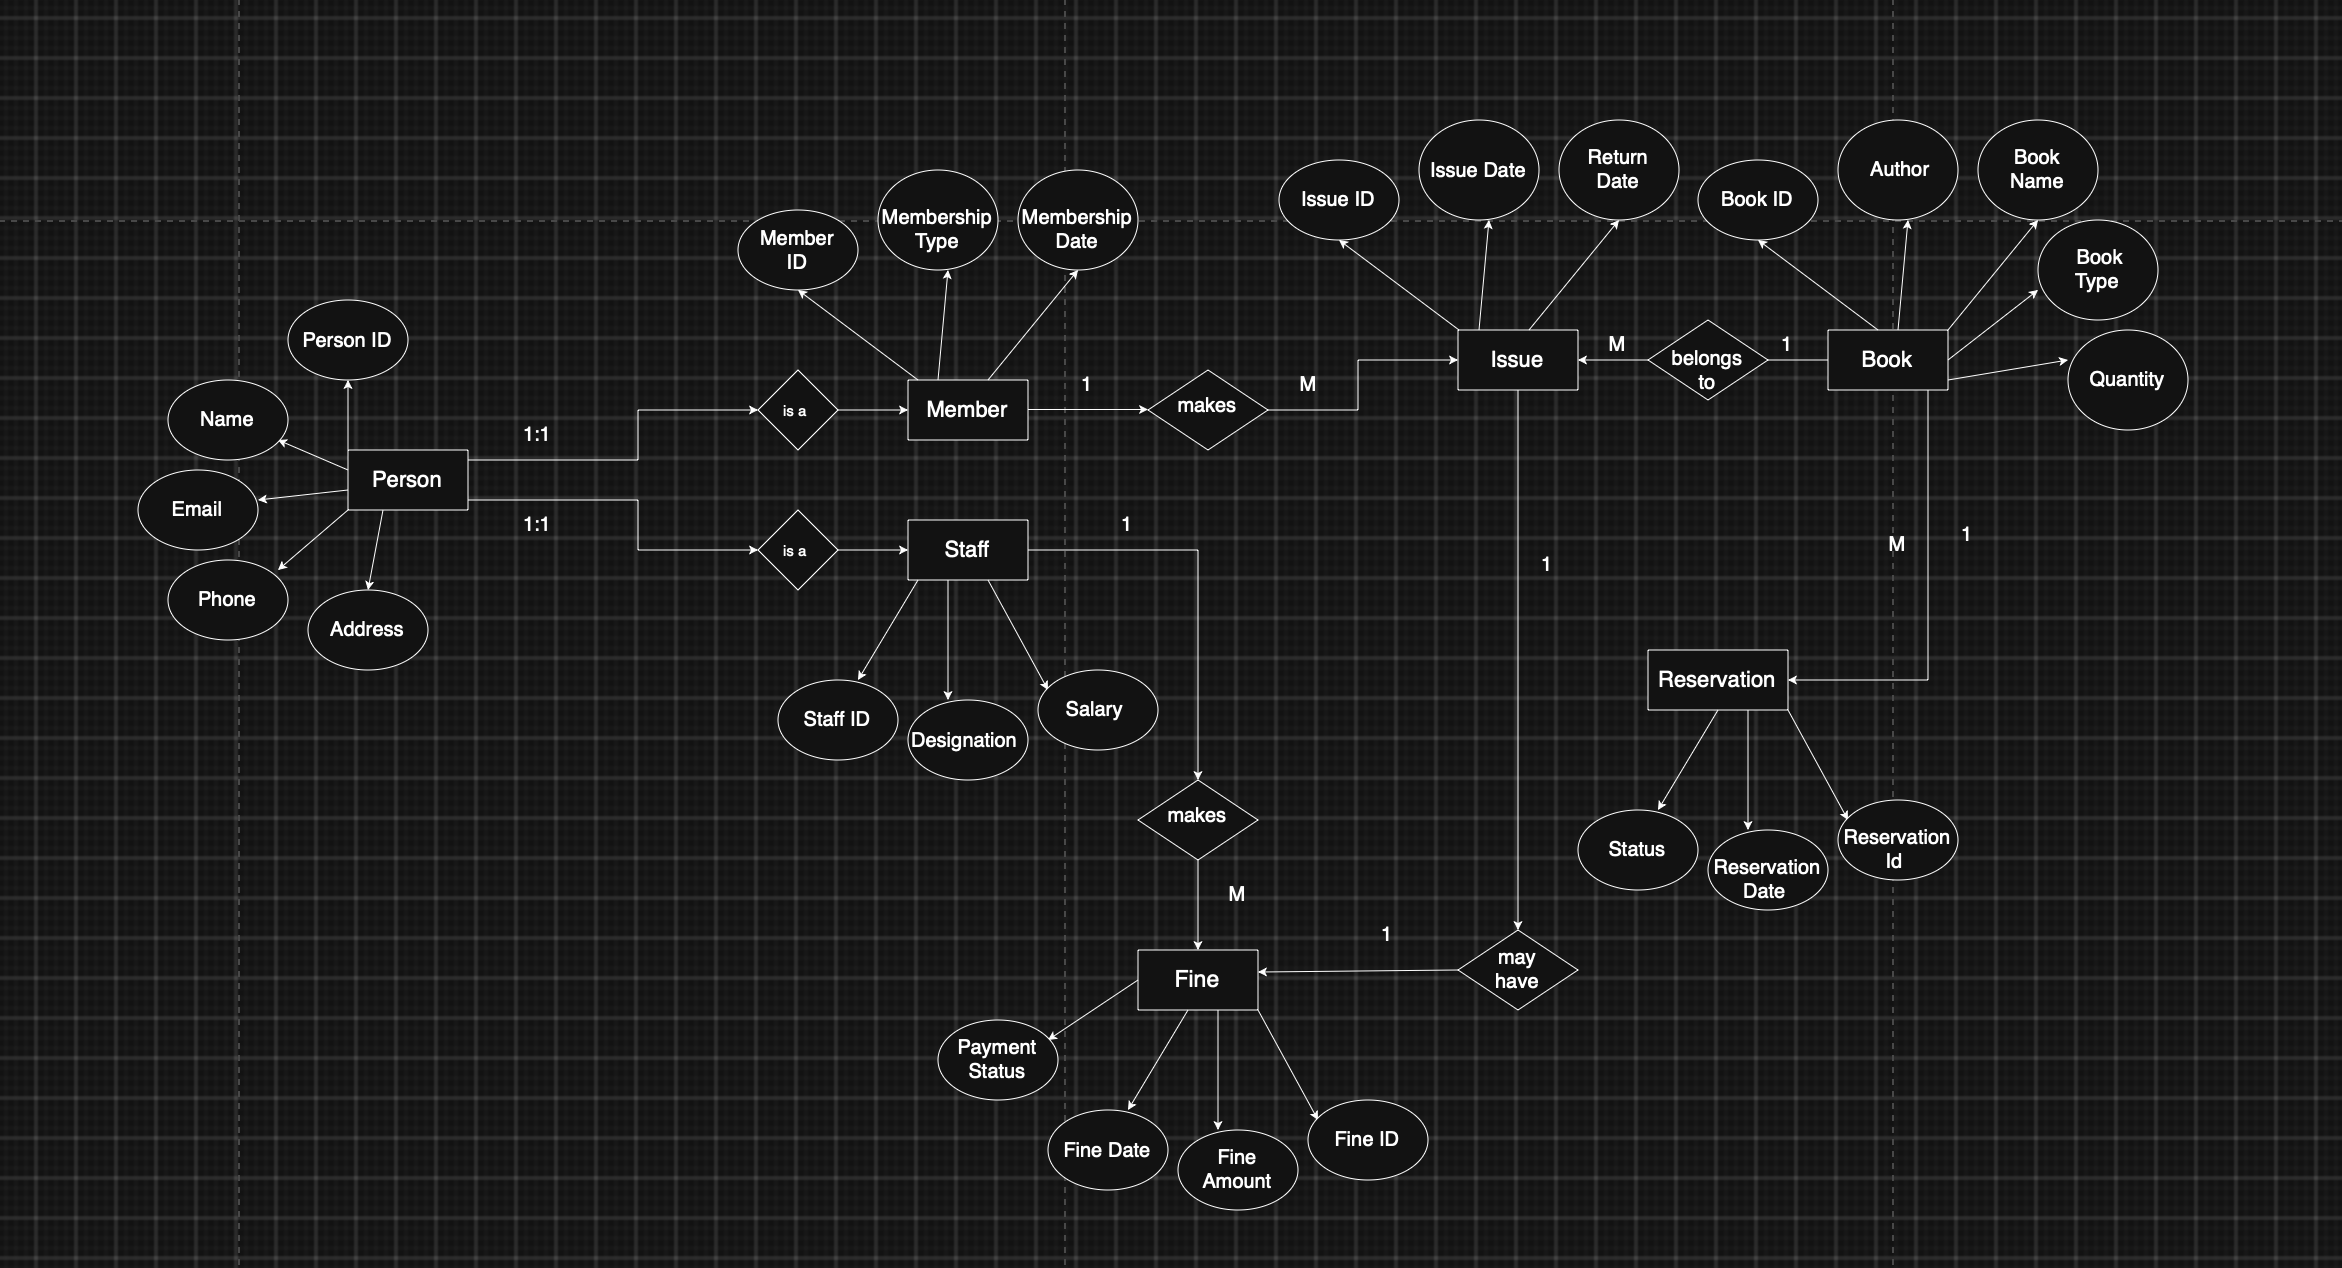 Issue ID
Issue Date
Return
Date
Book ID
Author
Book
Name
Book
Type
Quantity
Member
ID
Membership
Type
Membership
Date
Person ID
Name
Email
Phone
Address
Person
1:1
1:1
is a
is a
Member
1
makes
M
Issue
M
belongs
to
1
Book
Staff
1
Staff ID
Designation
Salary
1
M
1
Reservation
Status
Reservation
Date
Reservation
Id
makes
M
1
may
have
Fine
Payment
Status
Fine Date
Fine
Amount
Fine ID